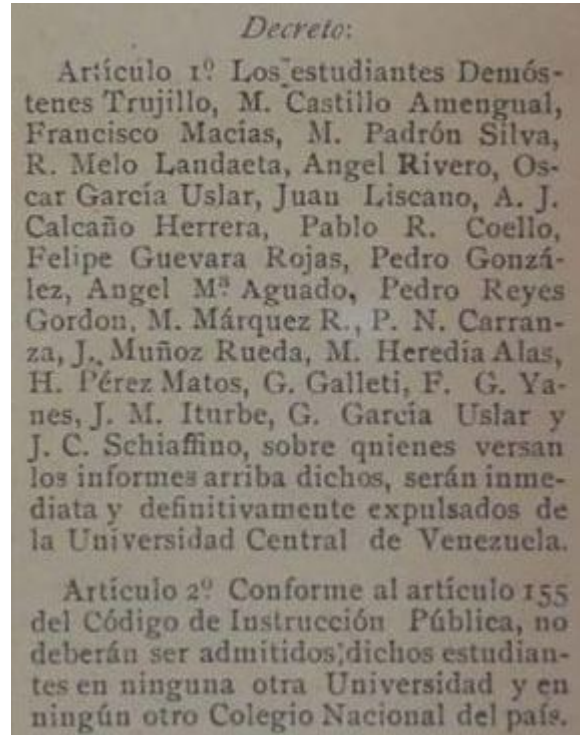 Decreto:
Artículo 1º Los estudiantes Demós-
tenes Trujillo, M. Castillo Amengual,
Francisco Macías, M. Padrón Silva,
R. Melo Landaeta, Angel Rivero, Os-
car García Uslar, Juan Liscano, A. J.
Calcaño Herrera, Pablo R. Coello,
Felipe Guevara Rojas, Pedro Gonzá-
lez, Angel Mª Aguado, Pedro Reyes
Gordon, M. Márquez R., P. N. Carran-
za, J. Muñoz Rueda, M. Heredia Alas,
H. Pérez Matos, G. Galleti, F. G. Ya-
nes, J. M. Iturbe, G. García Uslar y
J. C. Schiaffino, sobre qnienes versan
los informes arriba dichos, serán inme-
diata y definitivamente expulsados de
la Universidad Central de Venezuela.
Artículo 2º Conforme al artículo 155
del Código de Instrucción Pública, no
deberán ser admitidos dichos estudian-
tes en ninguna otra Universidad y en
ningún otro Colegio Nacional del país.